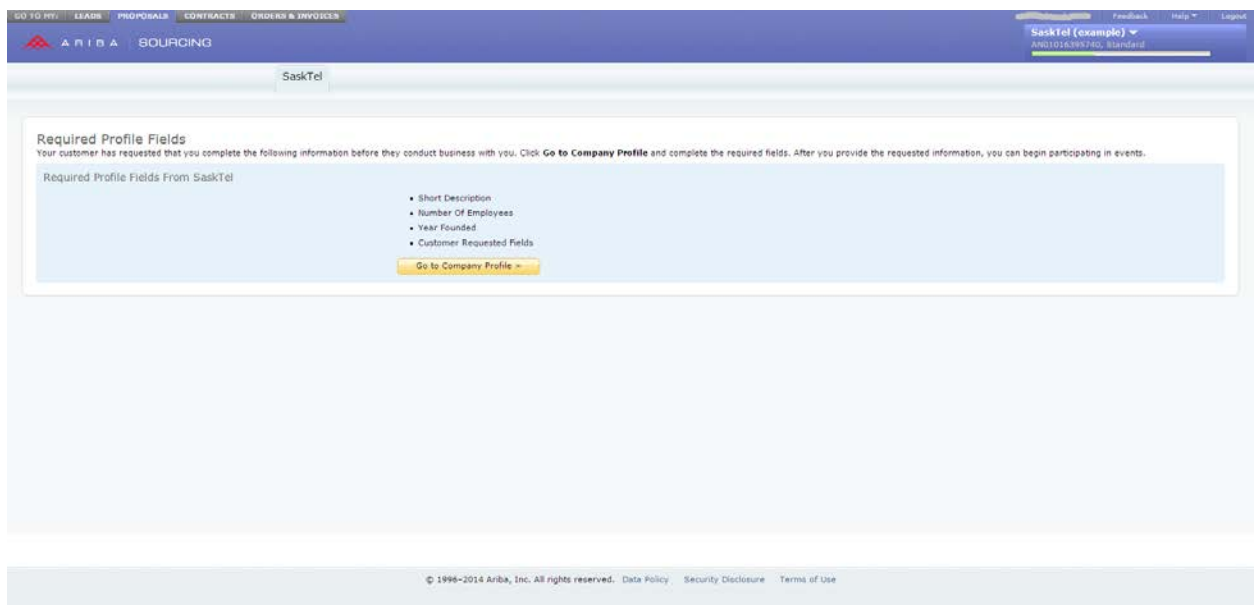 GO TO MY: LEADS PROPOSALS CONTRACTS ORDERS & INVOICES
Feedback Help Logout
ARIBA SOURCING
SaskTel (example)
AN01016399740, Standard
SaskTel
Required Profile Fields
Your customer has requested that you complete the following information before they conduct business with you. Click Go to Company Profile and complete the required fields. After you provide the requested information, you can begin participating in events.
Required Profile Fields From SaskTel
• Short Description
• Number Of Employees
• Year Founded
• Customer Requested Fields
Go to Company Profile »
© 1996–2014 Ariba, Inc. All rights reserved. Data Policy Security Disclosure Terms of Use